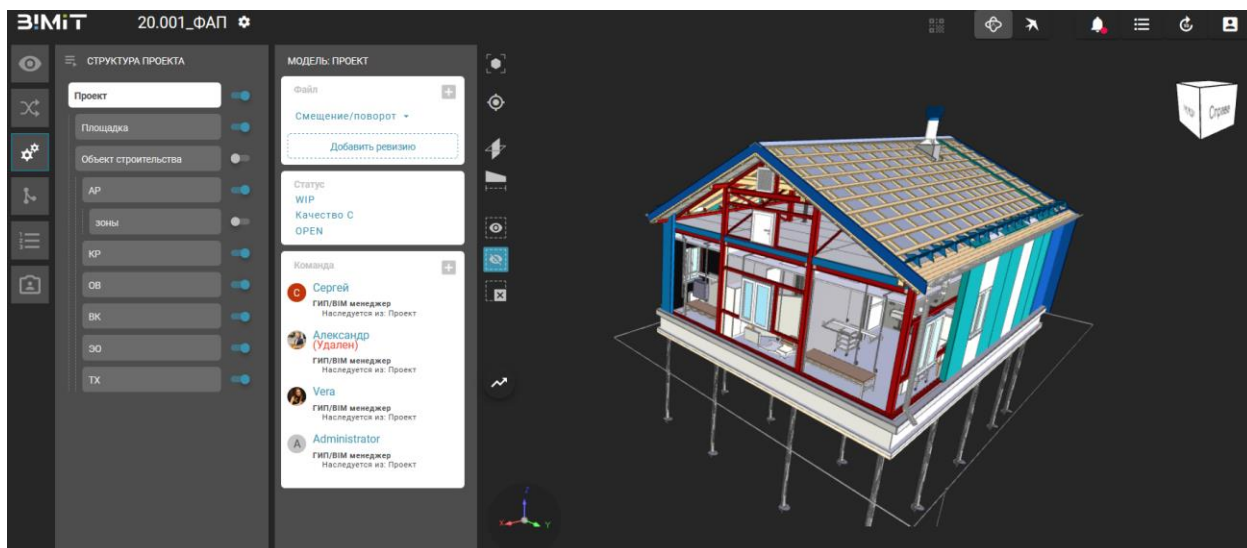 B!MiT
20.001_ФАП
СТРУКТУРА ПРОЕКТА
Проект
Площадка
Объект строительства
АР
зоны
КР
ОВ
ВК
ЭО
ТХ
МОДЕЛЬ: ПРОЕКТ
Файл
Смещение/поворот
Добавить ревизию
Статус
WIP
Качество C
OPEN
Команда
С
Сергей
ГИП/BIM менеджер
Наследуется из: Проект
Александр
(Удален)
ГИП/BIM менеджер
Наследуется из: Проект
Vera
ГИП/BIM менеджер
Наследуется из: Проект
A
Administrator
ГИП/BIM менеджер
Наследуется из: Проект
Справа
Z
X
Y